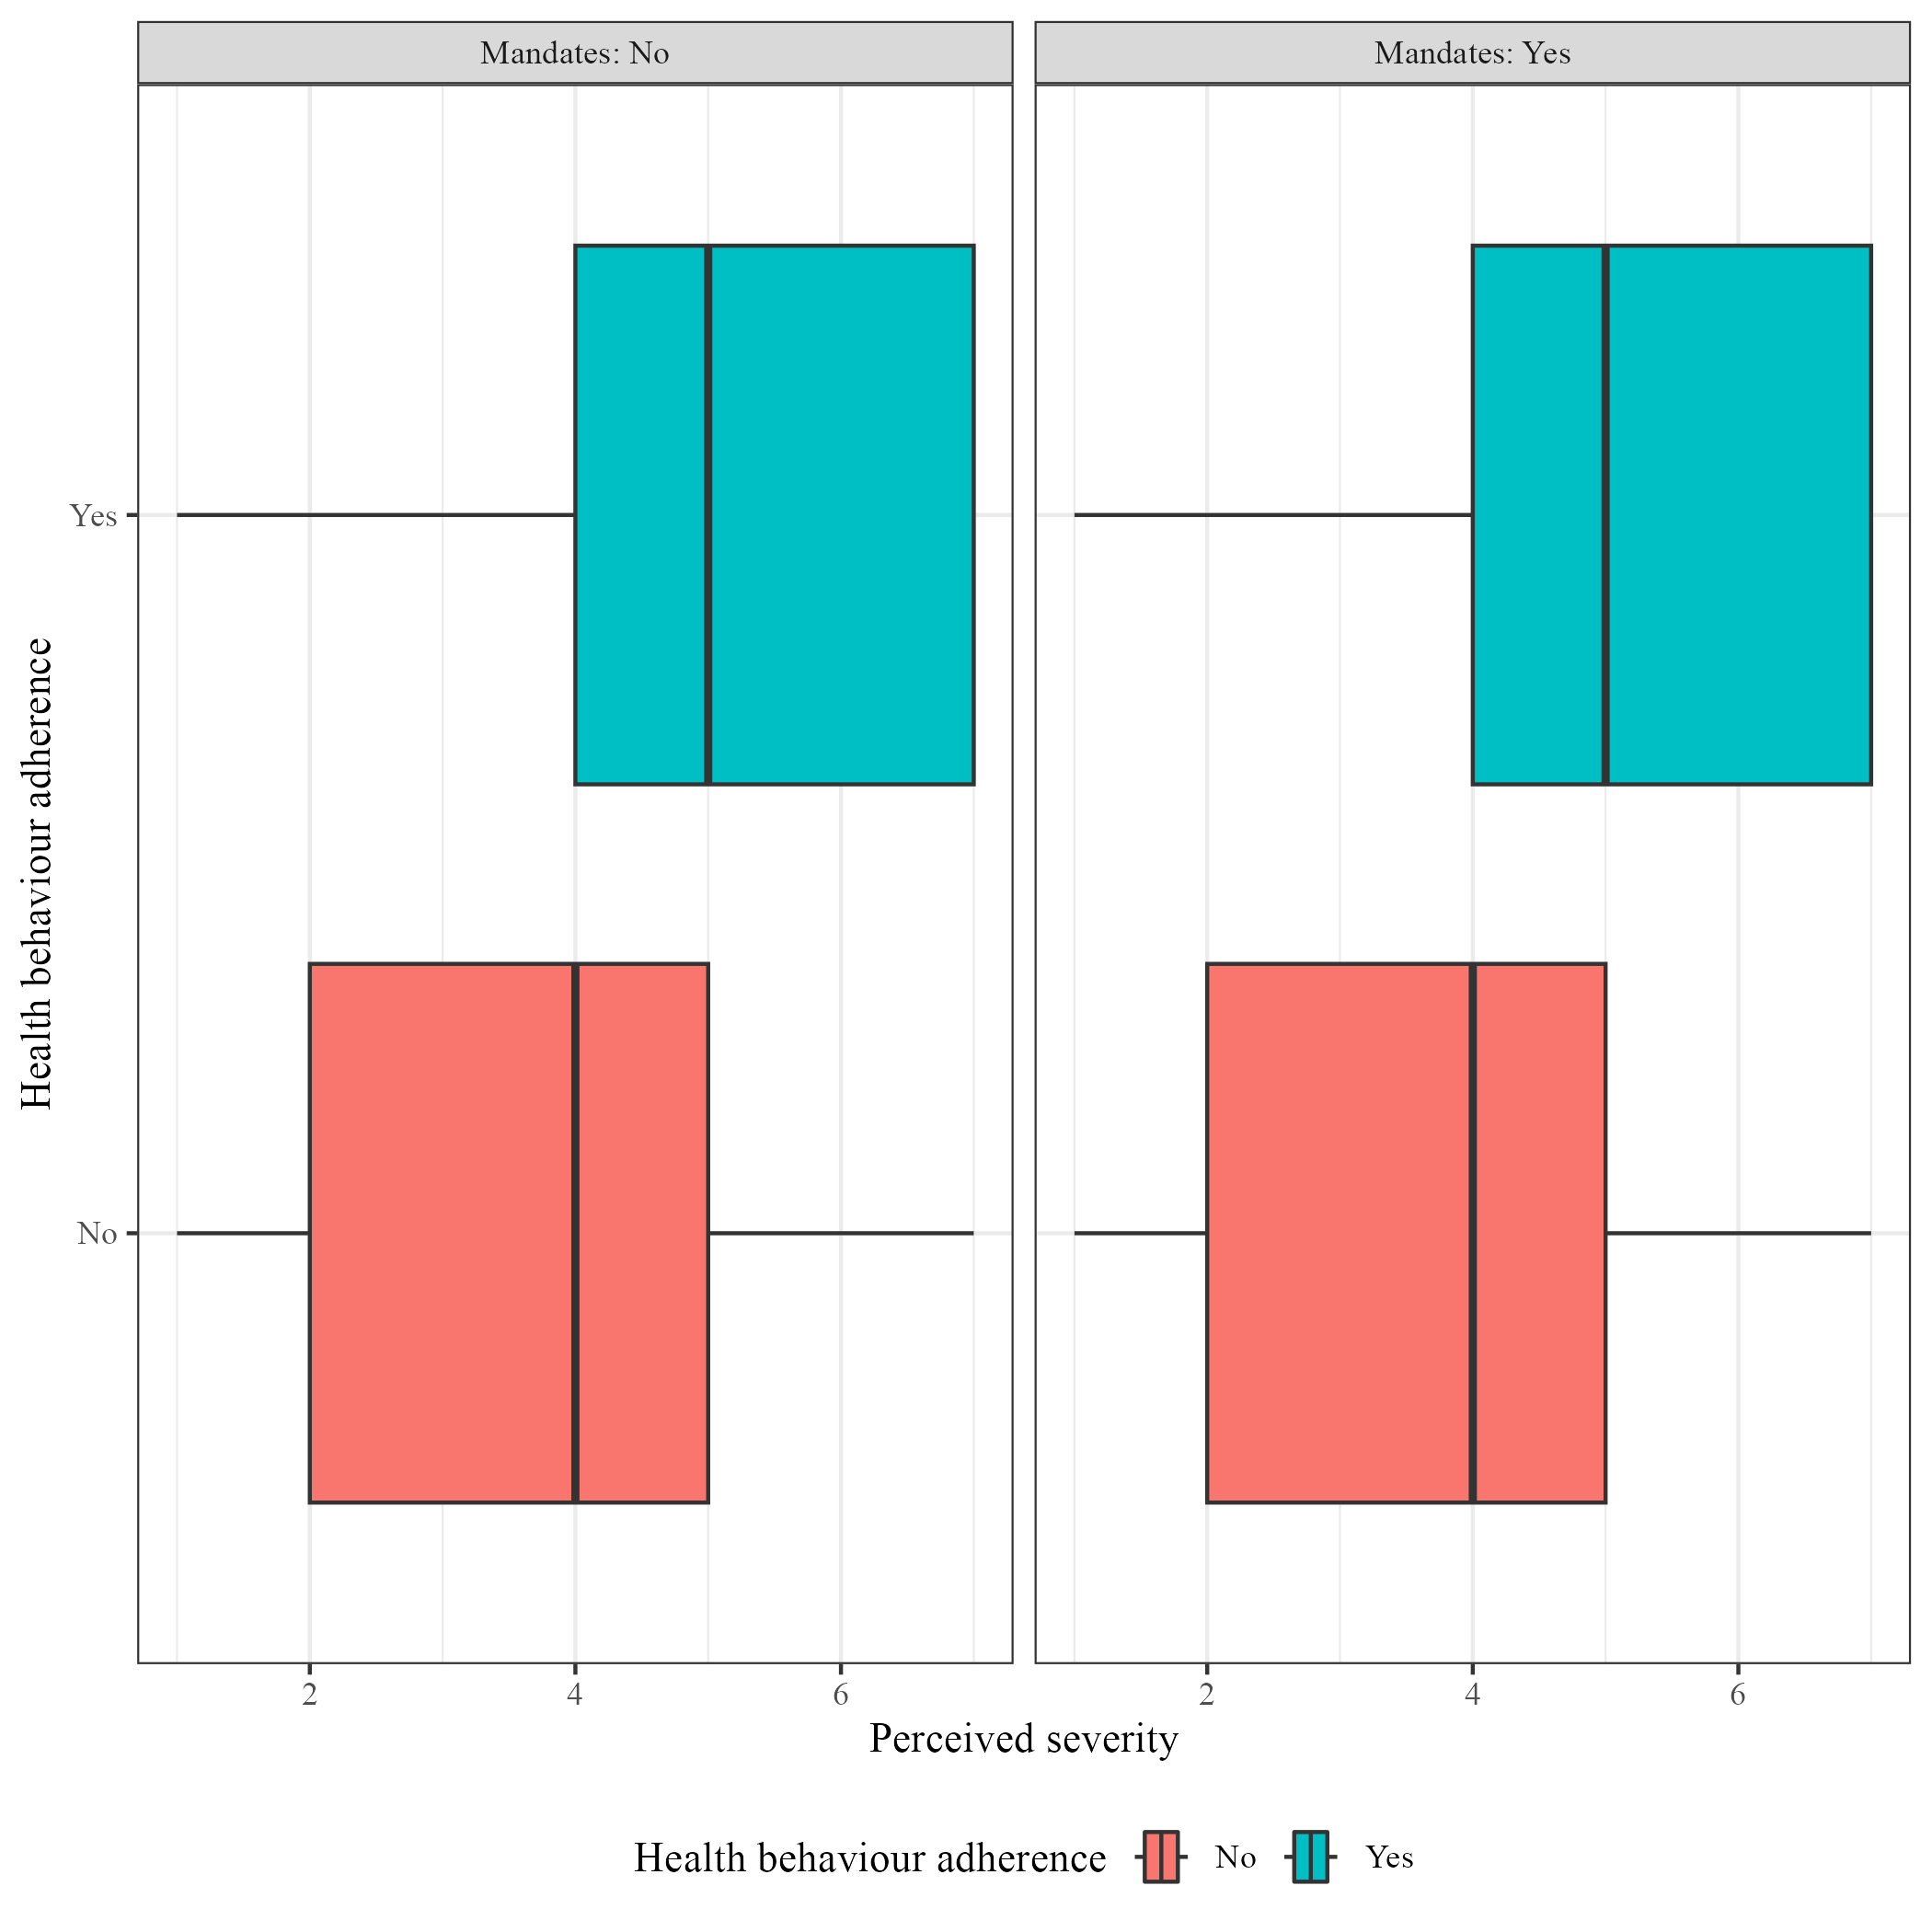 Mandates: No
Mandates: Yes
Health behaviour adherence
Yes
No
2
4
6
2
4
6
Perceived severity
Health behaviour adherence
No
Yes